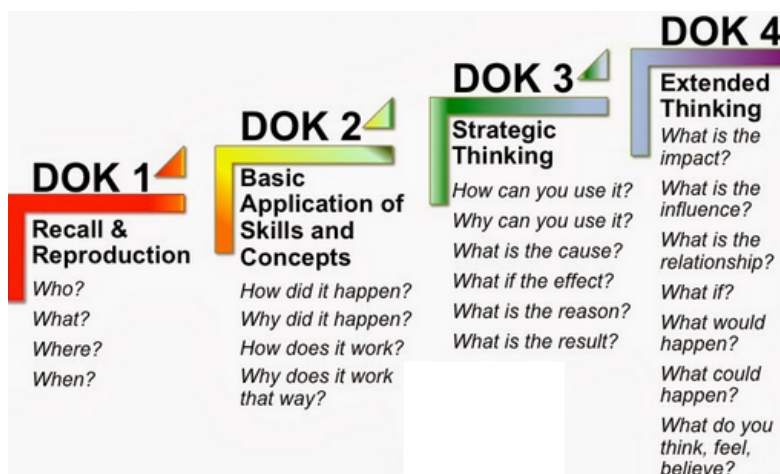 DOK 1
Recall &
Reproduction
Who?
What?
Where?
When?
DOK 2
Basic
Application of
Skills and
Concepts
How did it happen?
Why did it happen?
How does it work?
Why does it work
that way?
DOK 3
Strategic
Thinking
How can you use it?
Why can you use it?
What is the cause?
What if the effect?
What is the reason?
What is the result?
DOK 4
Extended
Thinking
What is the
impact?
What is the
influence?
What is the
relationship?
What if?
What would
happen?
What could
happen?
What do you
think, feel,
believe?